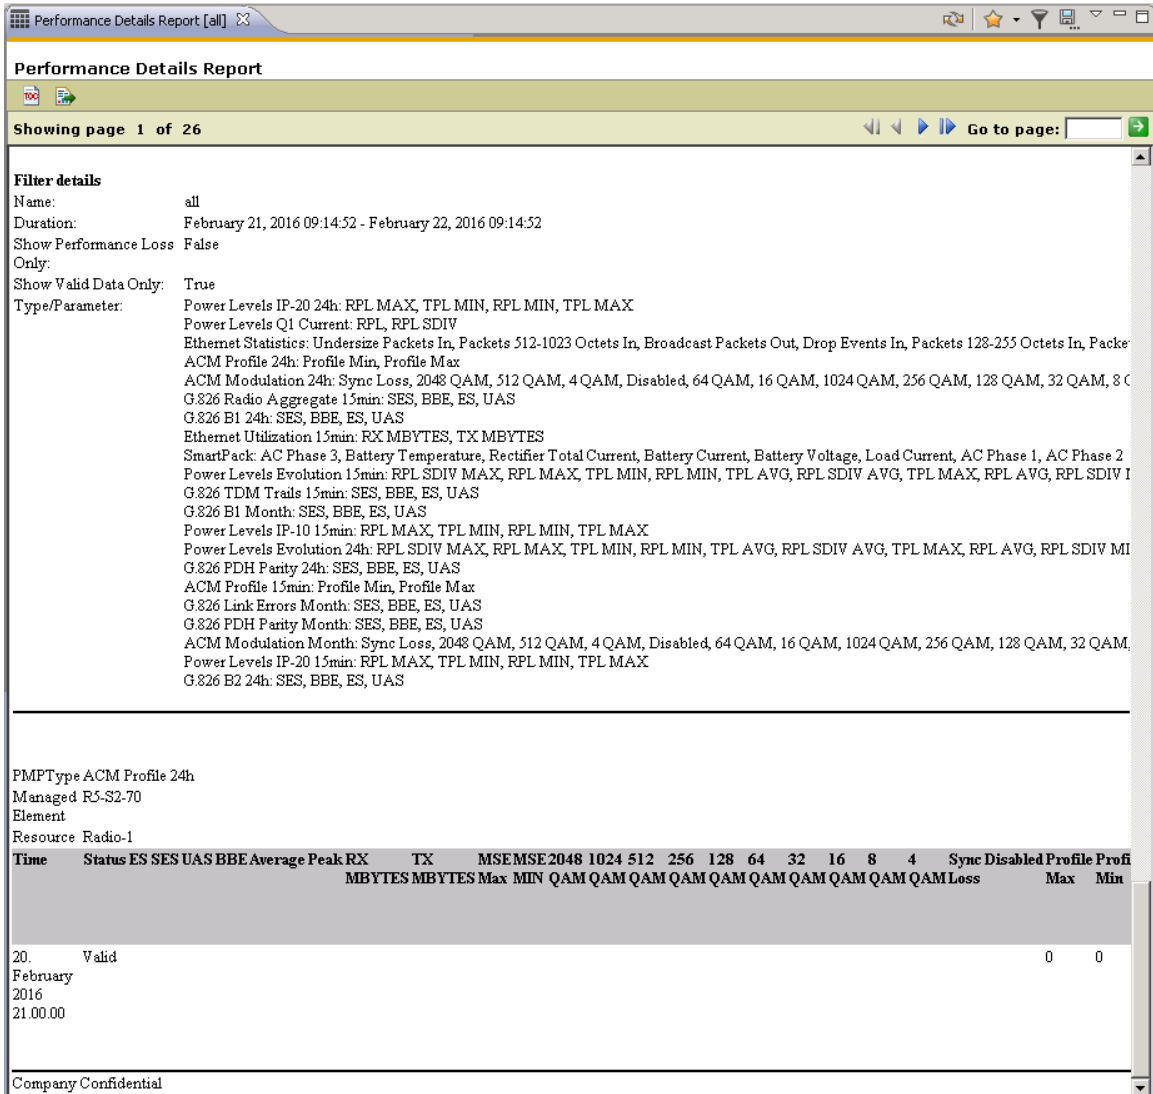 Performance Details Report [all]
Performance Details Report
TOC
Showing page 1 of 26
Go to page:
Filter details
Name: all
Duration: February 21, 2016 09:14:52 - February 22, 2016 09:14:52
Show Performance Loss False
Only:
Show Valid Data Only: True
Type/Parameter: Power Levels IP-20 24h: RPL MAX, TPL MIN, RPL MIN, TPL MAX
Power Levels Q1 Current: RPL, RPL SDIV
Ethernet Statistics: Undersize Packets In, Packets 512-1023 Octets In, Broadcast Packets Out, Drop Events In, Packets 128-255 Octets In, Packe
ACM Profile 24h: Profile Min, Profile Max
ACM Modulation 24h: Sync Loss, 2048 QAM, 512 QAM, 4 QAM, Disabled, 64 QAM, 16 QAM, 1024 QAM, 256 QAM, 128 QAM, 32 QAM, 8
G.826 Radio Aggregate 15min: SES, BBE, ES, UAS
G.826 B1 24h: SES, BBE, ES, UAS
Ethernet Utilization 15min: RX MBYTES, TX MBYTES
SmartPack: AC Phase 3, Battery Temperature, Rectifier Total Current, Battery Current, Battery Voltage, Load Current, AC Phase 1, AC Phase 2
Power Levels Evolution 15min: RPL SDIV MAX, RPL MAX, TPL MIN, RPL MIN, TPL AVG, RPL SDIV AVG, TPL MAX, RPL AVG, RPL SDIV
G.826 TDM Trails 15min: SES, BBE, ES, UAS
G.826 B1 Month: SES, BBE, ES, UAS
Power Levels IP-10 15min: RPL MAX, TPL MIN, RPL MIN, TPL MAX
Power Levels Evolution 24h: RPL SDIV MAX, RPL MAX, TPL MIN, RPL MIN, TPL AVG, RPL SDIV AVG, TPL MAX, RPL AVG, RPL SDIV MI
G.826 PDH Parity 24h: SES, BBE, ES, UAS
ACM Profile 15min: Profile Min, Profile Max
G.826 Link Errors Month: SES, BBE, ES, UAS
G.826 PDH Parity Month: SES, BBE, ES, UAS
ACM Modulation Month: Sync Loss, 2048 QAM, 512 QAM, 4 QAM, Disabled, 64 QAM, 16 QAM, 1024 QAM, 256 QAM, 128 QAM, 32 QAM,
Power Levels IP-20 15min: RPL MAX, TPL MIN, RPL MIN, TPL MAX
G.826 B2 24h: SES, BBE, ES, UAS
PMPType ACM Profile 24h
Managed R5-S2-70
Element
Resource Radio-1
Time Status ES SES UAS BBE Average Peak RX TX MSE MSE 2048 1024 512 256 128 64 32 16 8 4 Sync Disabled Profile Profi
MBYTES MBYTES Max MIN QAM QAM QAM QAM QAM QAM QAM QAM QAM QAM Loss Max Min
20. Valid 0 0
February
2016
21.00.00
Company Confidential